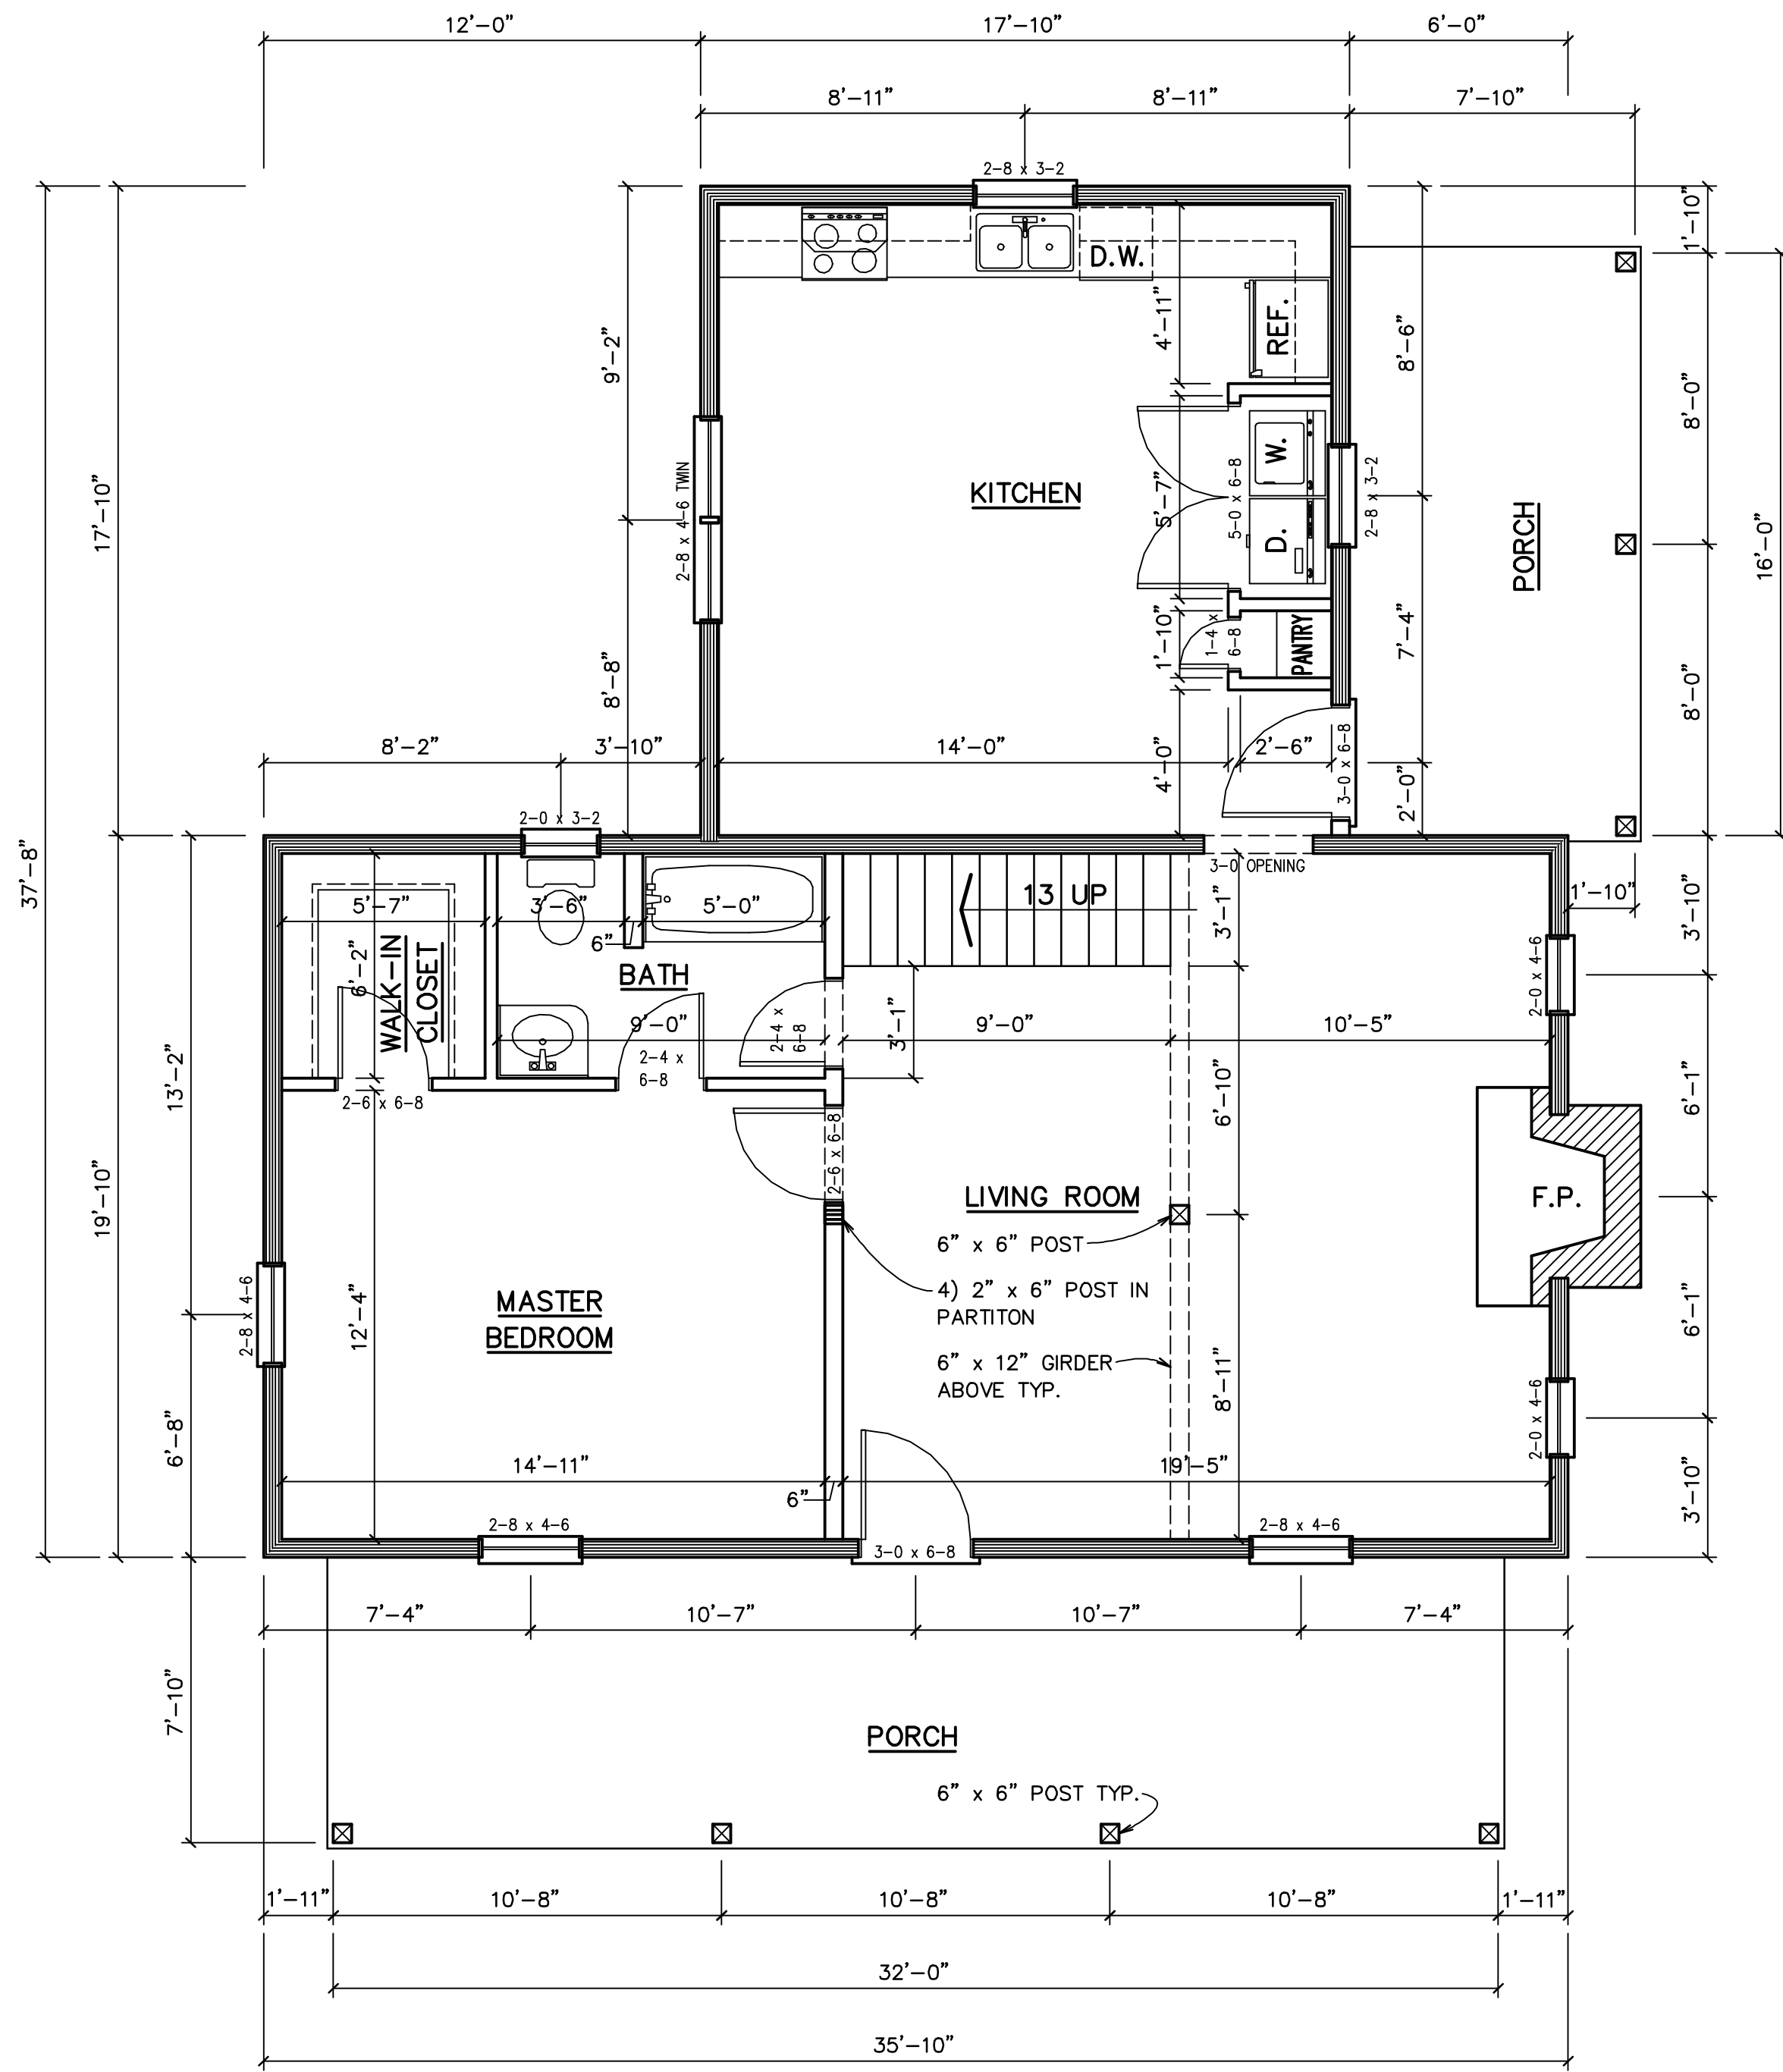 12'-0" 17'-10" 6'-0"
8'-11" 8'-11" 7'-10"
2-8 x 3-2
1'-10"
D.W.
4'-11"
REF.
9'-2"
8'-6"
8'-0"
37'-8"
17'-10"
2-8 x 4-6 TWIN
KITCHEN
5'-7"
5-0 x 6-8
W.
D.
2-8 x 3-2
PORCH
16'-0"
8'-8"
1'-10"
1-4 x
6-8
PANTRY
7'-4"
8'-0"
8'-2" 3'-10" 14'-0" 2'-6"
4'-0"
3-0 x 6-8
2'-0"
2-0 x 3-2
3-0 OPENING
5'-7" 3'-6" 5'-0"
6"
13 UP
3'-1"
1'-10"
3'-10"
WALK-IN
CLOSET
6'-2"
BATH
2-0 x 4-6
9'-0"
2-4 x
6-8
3'-1"
9'-0" 10'-5"
2-4 x
6-8
2-6 x 6-8
13'-2"
19'-10"
2-6 x 6-8
6'-10"
6'-1"
LIVING ROOM
F.P.
6" x 6" POST
4) 2" x 6" POST IN
PARTITON
6" x 12" GIRDER
ABOVE TYP.
MASTER
BEDROOM
12'-4"
2-8 x 4-6
6'-8"
8'-11"
6'-1"
2-0 x 4-6
14'-11" 19'-5"
6"
3'-10"
2-8 x 4-6
3-0 x 6-8
2-8 x 4-6
7'-4" 10'-7" 10'-7" 7'-4"
7'-10"
PORCH
6" x 6" POST TYP.
1'-11" 10'-8" 10'-8" 10'-8" 1'-11"
32'-0"
35'-10"